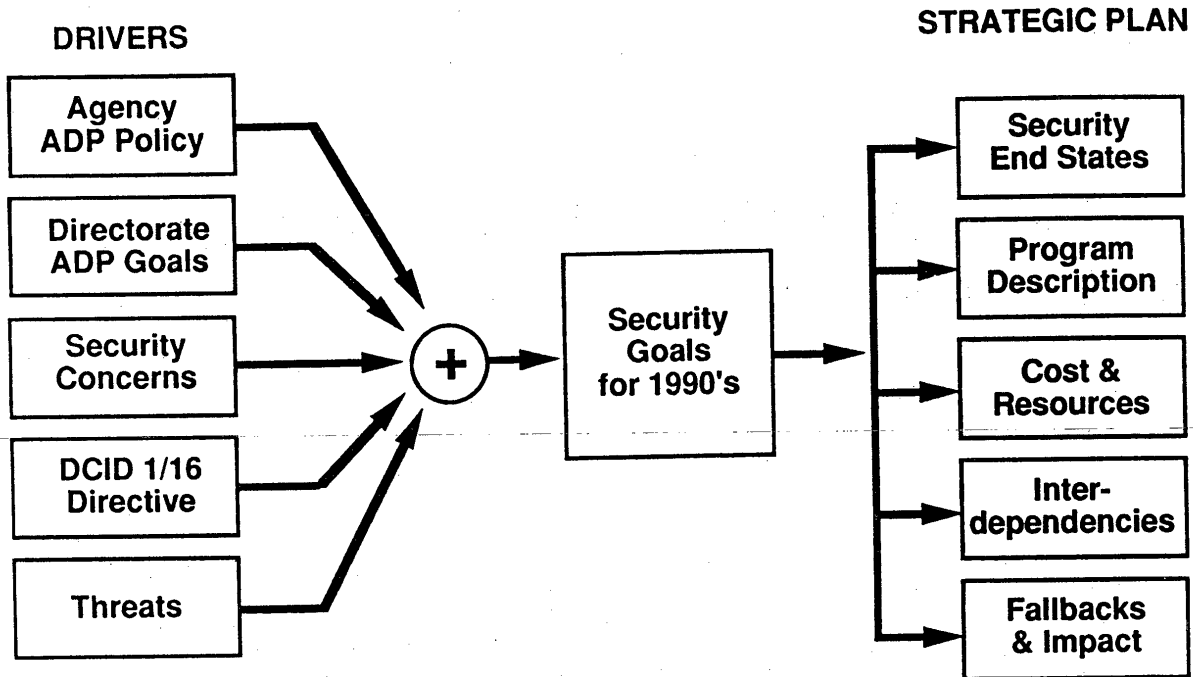 DRIVERS
Agency
ADP Policy
Directorate
ADP Goals
Security
Concerns
DCID 1/16
Directive
Threats
+
Security
Goals
for 1990's
STRATEGIC PLAN
Security
End States
Program
Description
Cost &
Resources
Inter-
dependencies
Fallbacks
& Impact